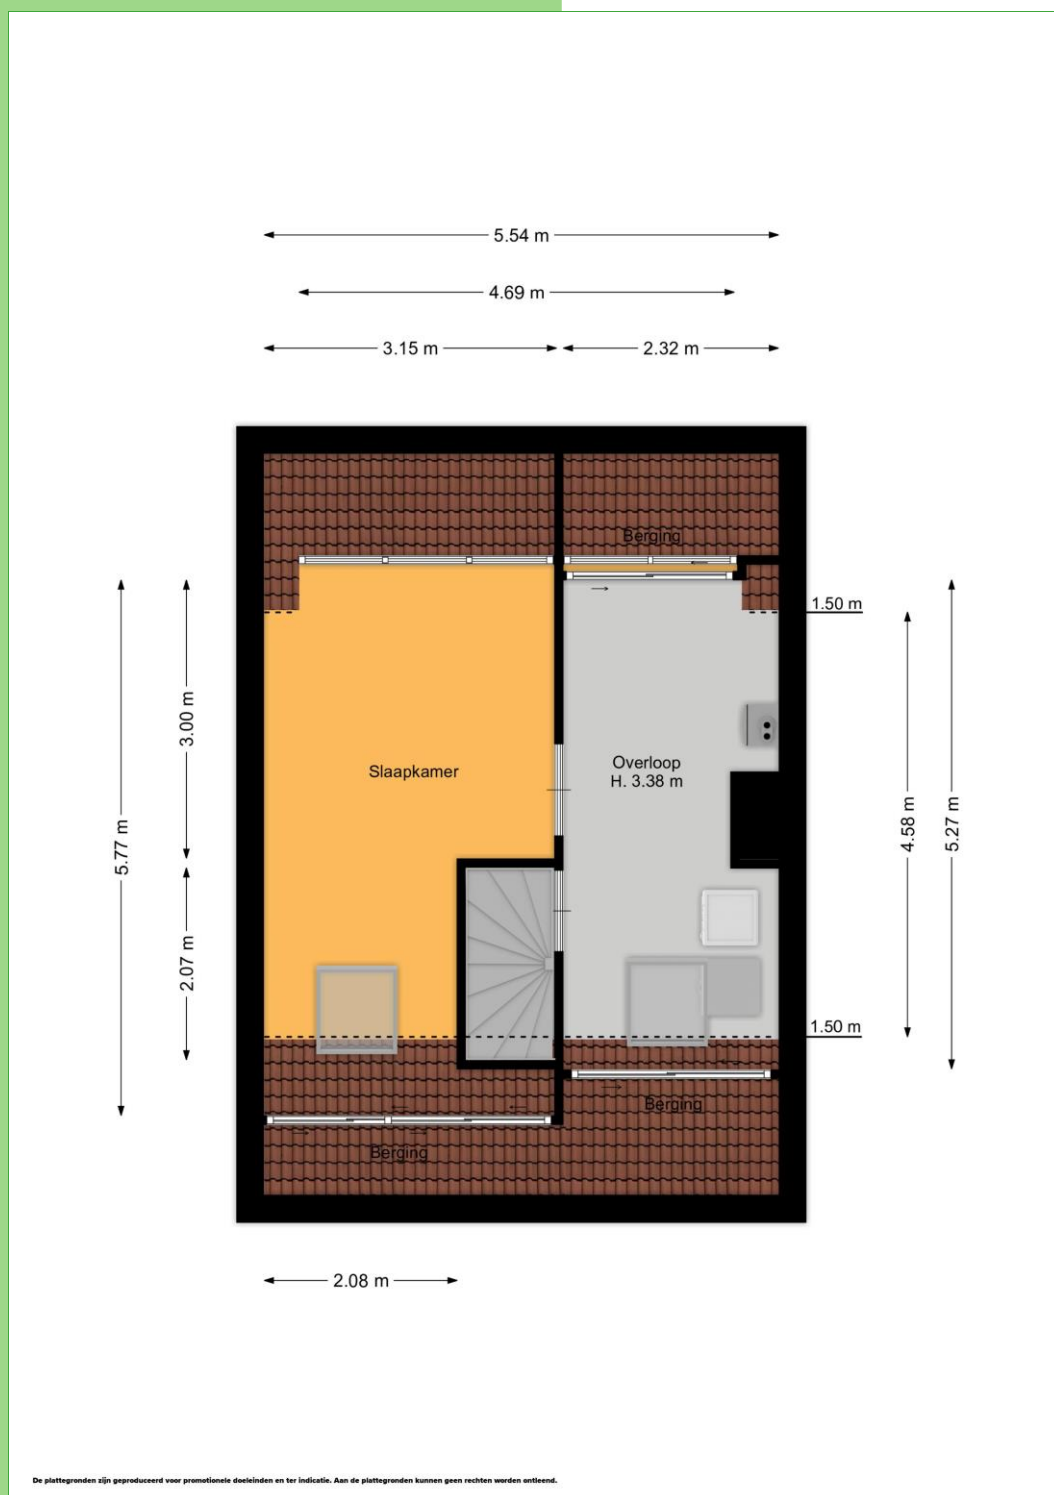 5.54 m
4.69 m
3.15 m
2.32 m
Berging
1.50 m
3.00 m
Slaapkamer
Overloop
H. 3.38 m
5.77 m
4.58 m
5.27 m
2.07 m
1.50 m
Berging
Berging
2.08 m
De plattegronden zijn geproduceerd voor promotionele doeleinden en ter indicatie. Aan de plattegronden kunnen geen rechten worden ontleend.